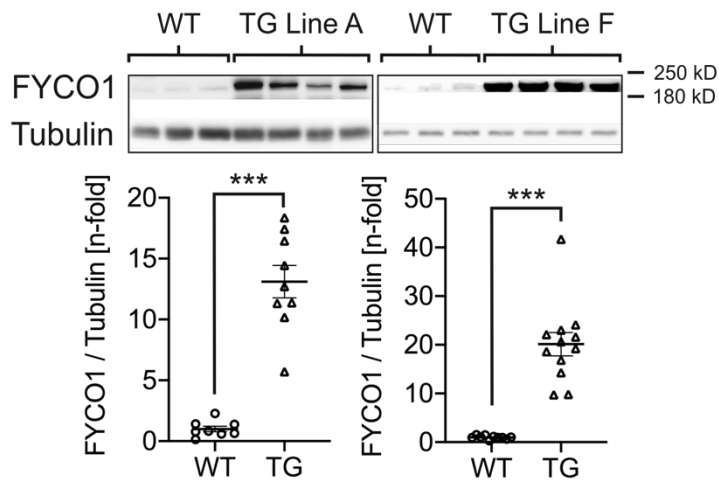 WT TG Line A WT TG Line F
FYCO1 250 kD
180 kD
Tubulin
FYCO1 / Tubulin [n-fold]
20
15
10
5
0
***
WT TG
FYCO1 / Tubulin [n-fold]
50
40
30
20
10
0
***
WT TG